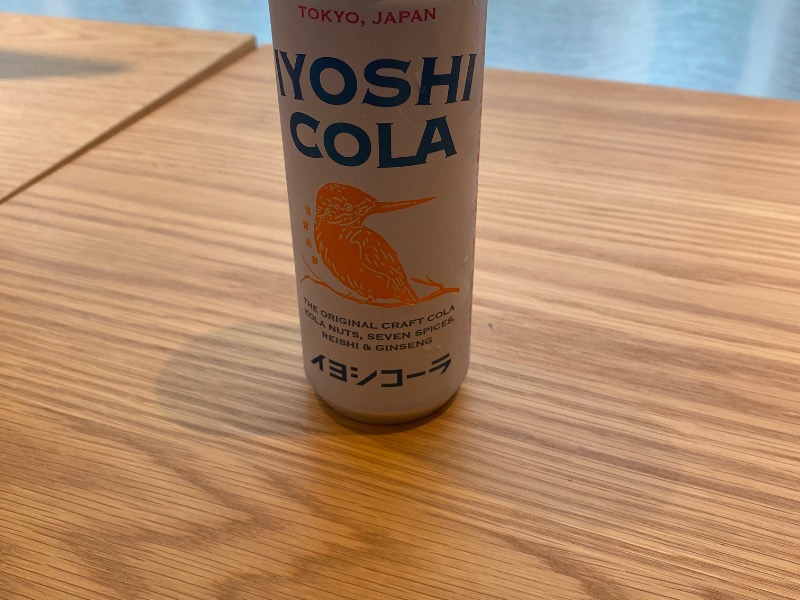 TOKYO, JAPAN
IYOSHI
COLA
THE ORIGINAL CRAFT COLA
KOLA NUTS, SEVEN SPICES,
REISHI & GINSENG
イヨシコーラ